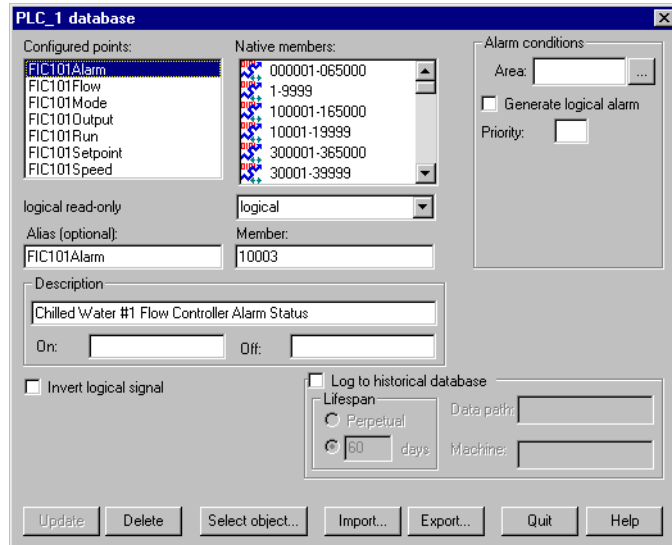 PLC_1 database
Configured points:
FIC101Alarm
FIC101Flow
FIC101Mode
FIC101Output
FIC101Run
FIC101Setpoint
FIC101Speed
Native members:
000001-065000
1-9999
100001-165000
10001-19999
300001-365000
30001-39999
Alarm conditions
Area:
...
Generate logical alarm
Priority:
logical read-only
logical
Alias (optional):
Member:
FIC101Alarm
10003
Description
Chilled Water #1 Flow Controller Alarm Status
On:
Off:
Invert logical signal
Log to historical database
Lifespan
Perpetual
60 days
Data path:
Machine:
Update
Delete
Select object...
Import...
Export...
Quit
Help